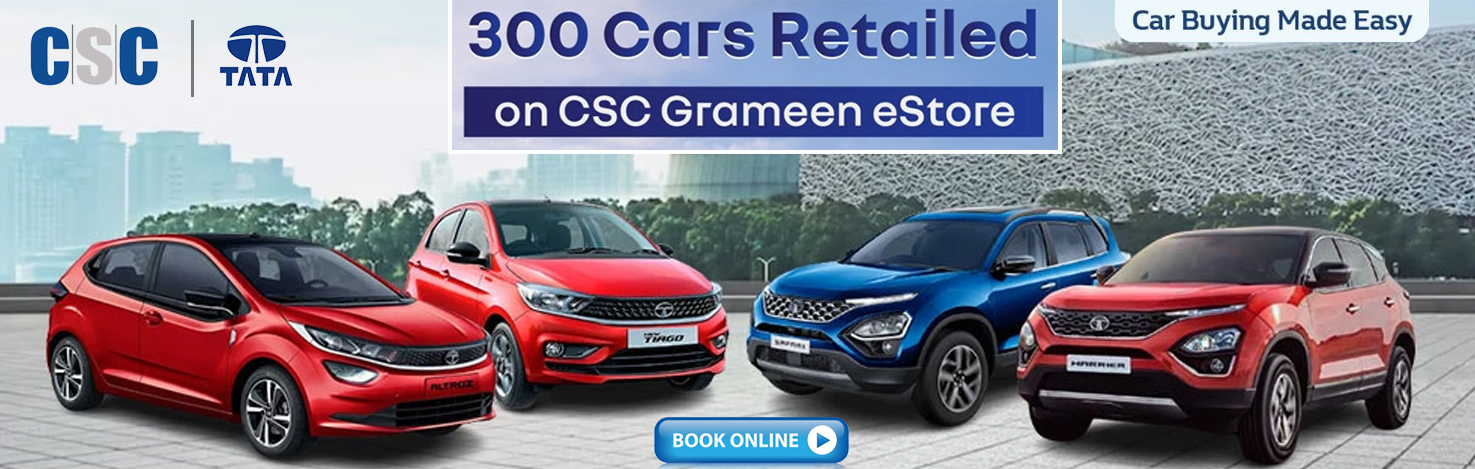 CSC
TATA
300 Cars Retailed
on CSC Grameen eStore
Car Buying Made Easy
ALTROZ
NEW
TIAGO
SAFARI
HARRIER
BOOK ONLINE